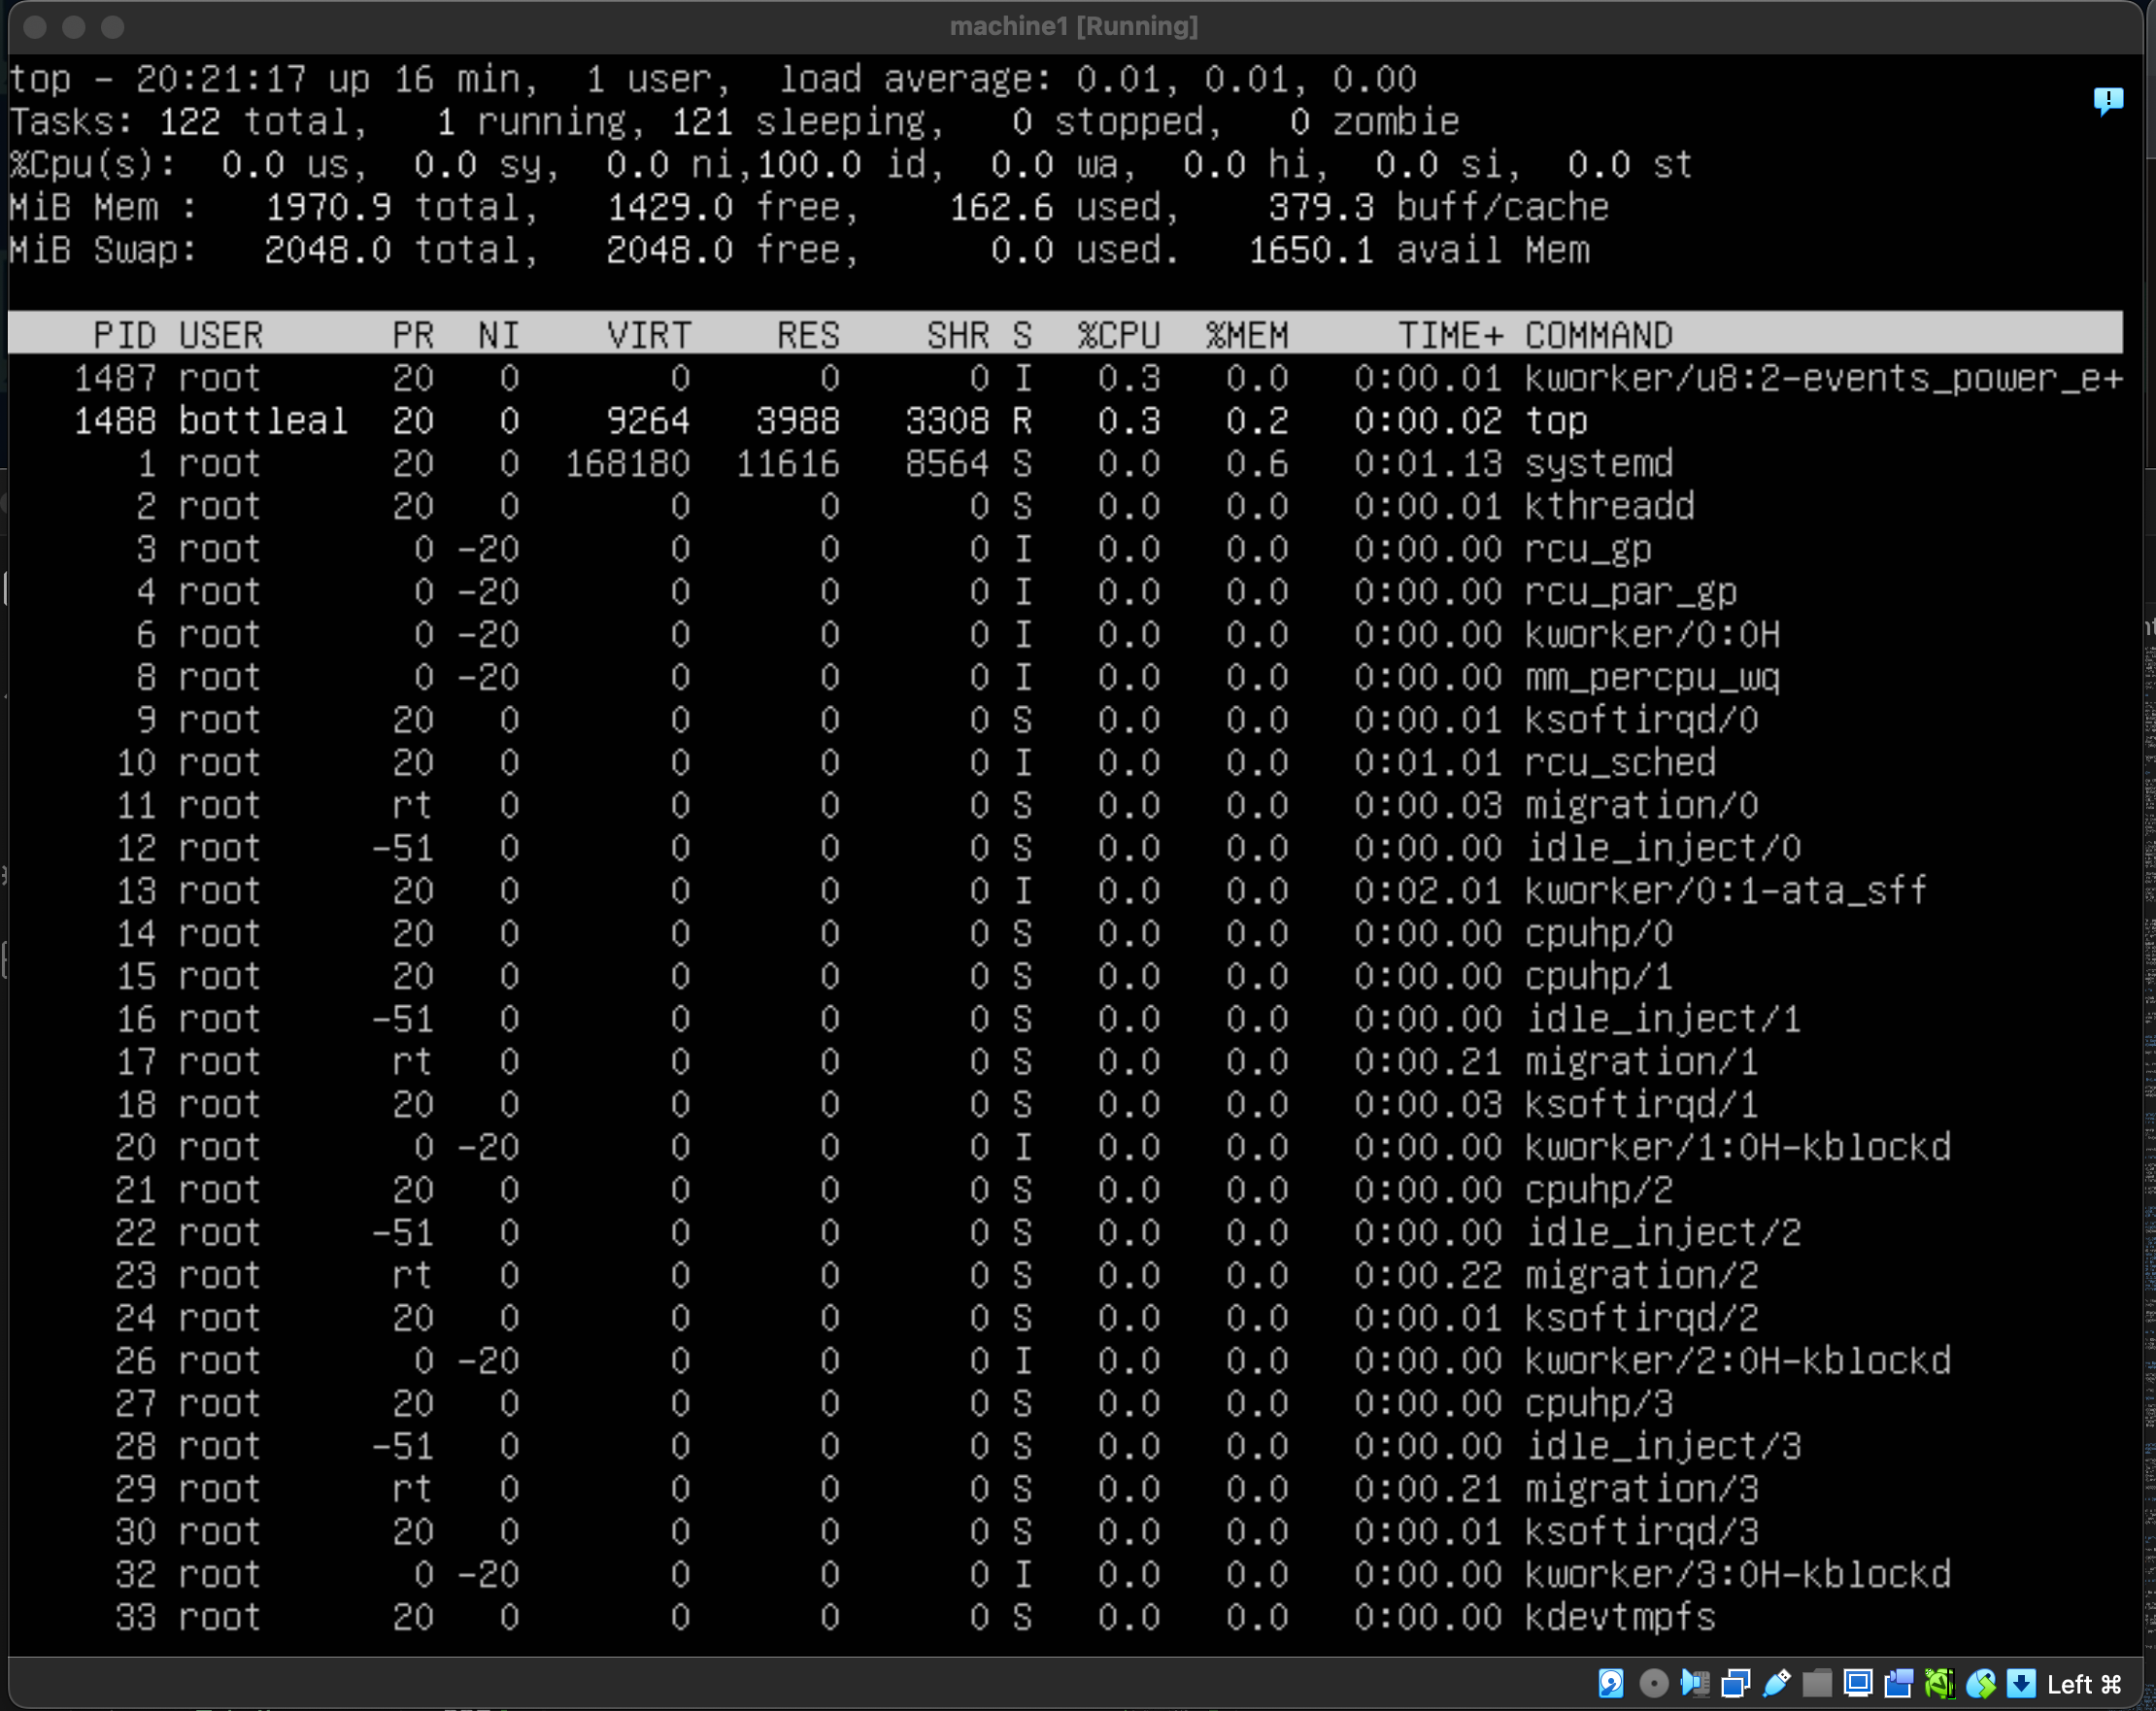 machine1 [Running]
top - 20:21:17 up 16 min,  1 user,  load average: 0.01, 0.01, 0.00
Tasks: 122 total,   1 running, 121 sleeping,   0 stopped,   0 zombie
%Cpu(s):  0.0 us,  0.0 sy,  0.0 ni,100.0 id,  0.0 wa,  0.0 hi,  0.0 si,  0.0 st
MiB Mem :   1970.9 total,   1429.0 free,    162.6 used,    379.3 buff/cache
MiB Swap:   2048.0 total,   2048.0 free,      0.0 used.   1650.1 avail Mem
PID USER      PR  NI    VIRT    RES    SHR S  %CPU  %MEM     TIME+ COMMAND
1487 root      20   0       0      0      0 I   0.3   0.0   0:00.01 kworker/u8:2-events_power_e+
1488 bottleal  20   0    9264   3988   3308 R   0.3   0.2   0:00.02 top
1 root      20   0  168180  11616   8564 S   0.0   0.6   0:01.13 systemd
2 root      20   0       0      0      0 S   0.0   0.0   0:00.01 kthreadd
3 root       0 -20       0      0      0 I   0.0   0.0   0:00.00 rcu_gp
4 root       0 -20       0      0      0 I   0.0   0.0   0:00.00 rcu_par_gp
6 root       0 -20       0      0      0 I   0.0   0.0   0:00.00 kworker/0:0H
8 root       0 -20       0      0      0 I   0.0   0.0   0:00.00 mm_percpu_wq
9 root      20   0       0      0      0 S   0.0   0.0   0:00.01 ksoftirqd/0
10 root      20   0       0      0      0 I   0.0   0.0   0:01.01 rcu_sched
11 root      rt   0       0      0      0 S   0.0   0.0   0:00.03 migration/0
12 root     -51   0       0      0      0 S   0.0   0.0   0:00.00 idle_inject/0
13 root      20   0       0      0      0 I   0.0   0.0   0:02.01 kworker/0:1-ata_sff
14 root      20   0       0      0      0 S   0.0   0.0   0:00.00 cpuhp/0
15 root      20   0       0      0      0 S   0.0   0.0   0:00.00 cpuhp/1
16 root     -51   0       0      0      0 S   0.0   0.0   0:00.00 idle_inject/1
17 root      rt   0       0      0      0 S   0.0   0.0   0:00.21 migration/1
18 root      20   0       0      0      0 S   0.0   0.0   0:00.03 ksoftirqd/1
20 root       0 -20       0      0      0 I   0.0   0.0   0:00.00 kworker/1:0H-kblockd
21 root      20   0       0      0      0 S   0.0   0.0   0:00.00 cpuhp/2
22 root     -51   0       0      0      0 S   0.0   0.0   0:00.00 idle_inject/2
23 root      rt   0       0      0      0 S   0.0   0.0   0:00.22 migration/2
24 root      20   0       0      0      0 S   0.0   0.0   0:00.01 ksoftirqd/2
26 root       0 -20       0      0      0 I   0.0   0.0   0:00.00 kworker/2:0H-kblockd
27 root      20   0       0      0      0 S   0.0   0.0   0:00.00 cpuhp/3
28 root     -51   0       0      0      0 S   0.0   0.0   0:00.00 idle_inject/3
29 root      rt   0       0      0      0 S   0.0   0.0   0:00.21 migration/3
30 root      20   0       0      0      0 S   0.0   0.0   0:00.01 ksoftirqd/3
32 root       0 -20       0      0      0 I   0.0   0.0   0:00.00 kworker/3:0H-kblockd
33 root      20   0       0      0      0 S   0.0   0.0   0:00.00 kdevtmpfs
Left ⌘